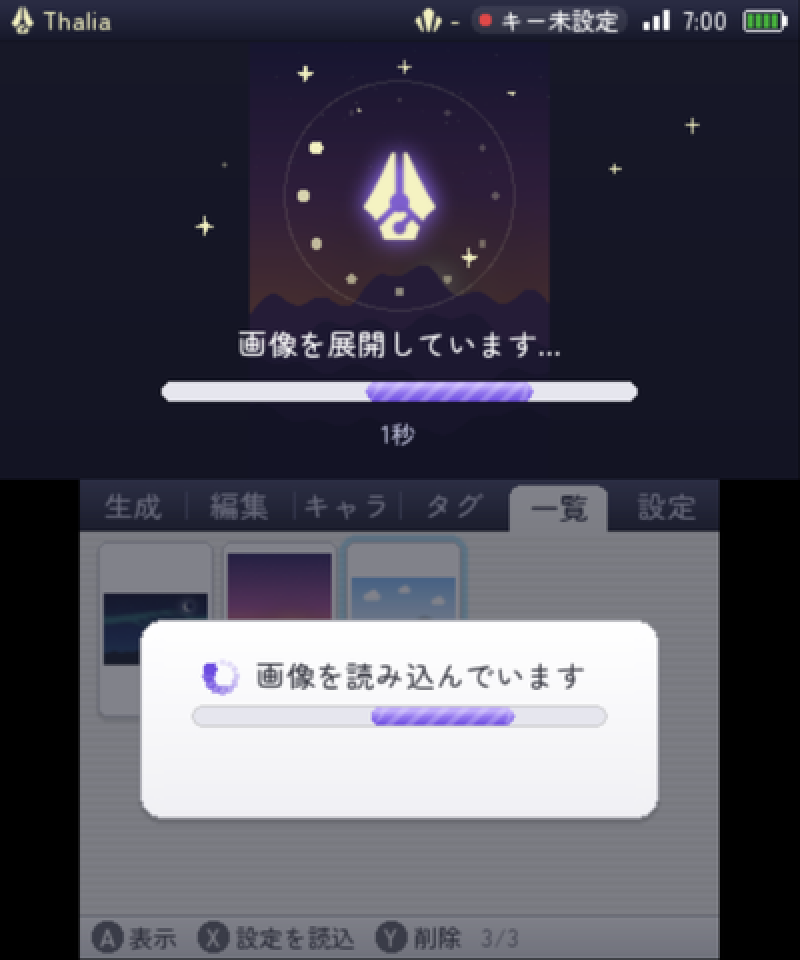 Thalia - キー未設定 7:00
画像を展開しています...
1秒
生成 編集 キャラ タグ 一覧 設定
画像を読み込んでいます
A 表示 X 設定を読込 Y 削除 3/3